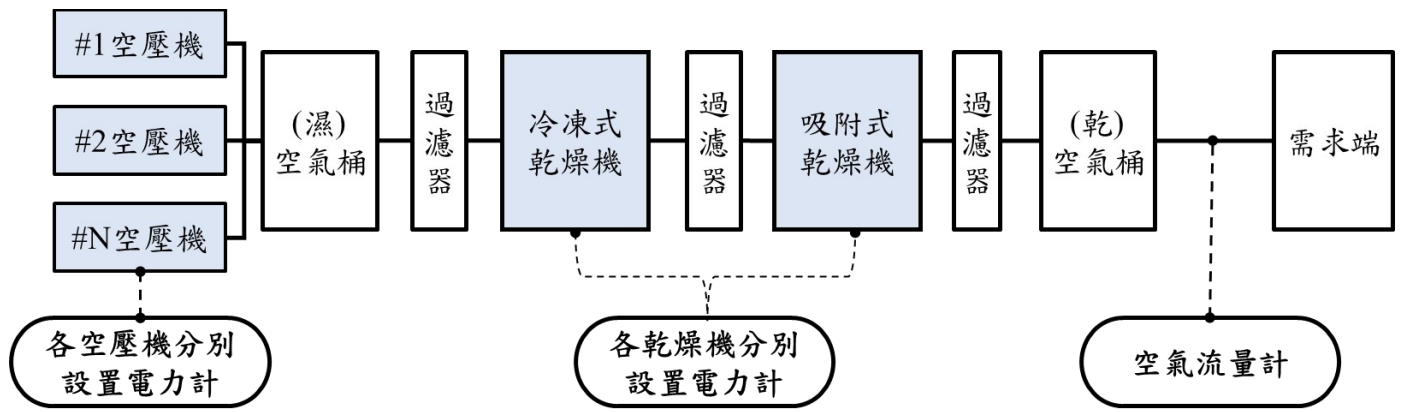 #1空壓機
#2空壓機
#N空壓機
(濕)
空氣桶
過
濾
器
冷凍式
乾燥機
過
濾
器
吸附式
乾燥機
過
濾
器
(乾)
空氣桶
需求端
各空壓機分別
設置電力計
各乾燥機分別
設置電力計
空氣流量計